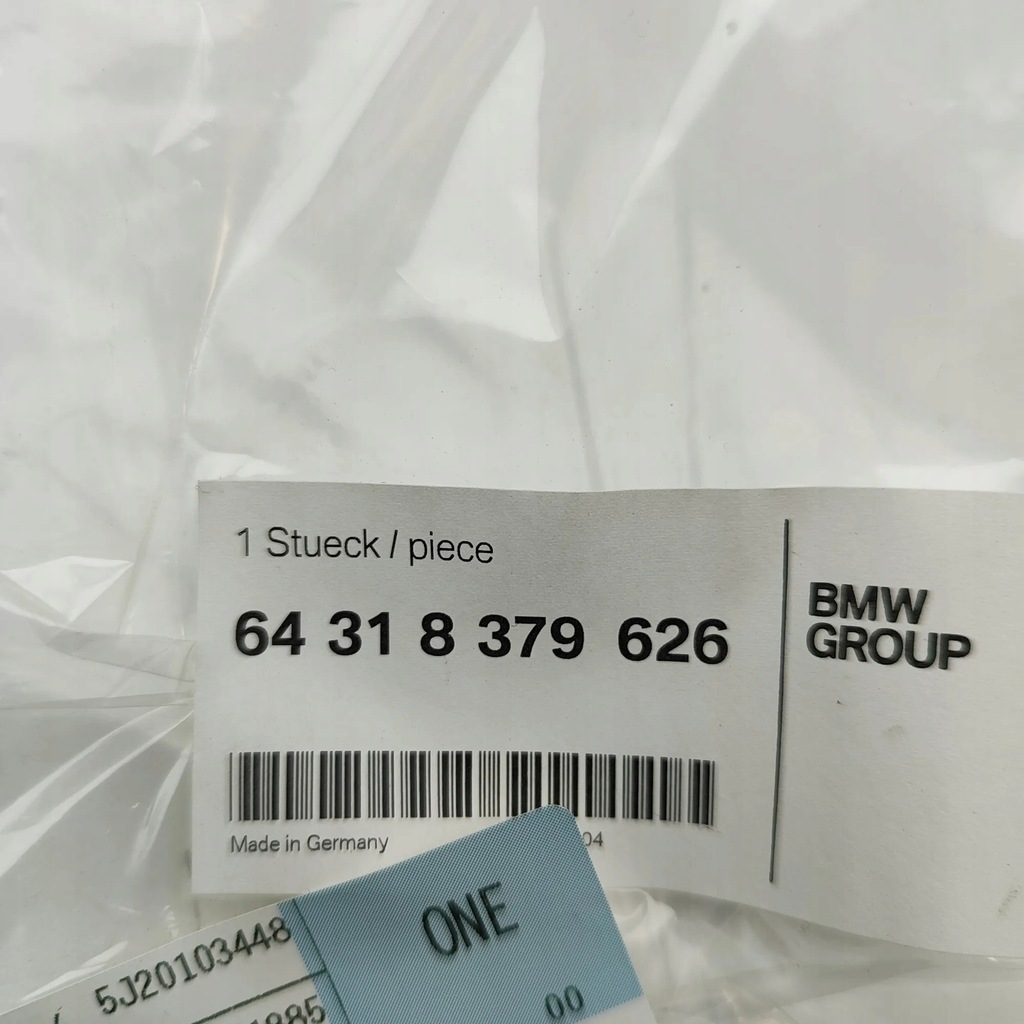 1 Stueck / piece
64 31 8 379 626
BMW
GROUP
Made in Germany
04
ONE
5J20103448
00